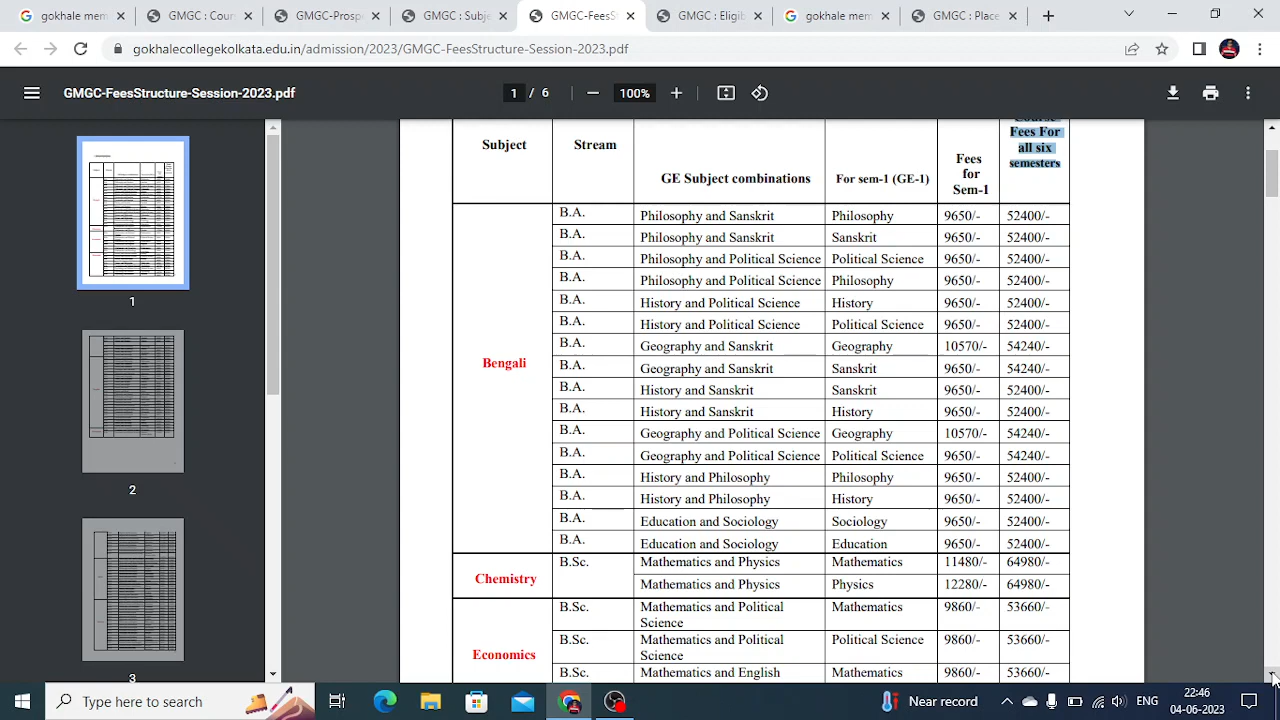 gokhale mem
GMGC : Cour
GMGC-Prosp
GMGC : Subje
GMGC-FeesS
GMGC : Eligib
gokhale mem
GMGC : Place
gokhalecollegekolkata.edu.in/admission/2023/GMGC-FeesStructure-Session-2023.pdf
GMGC-FeesStructure-Session-2023.pdf
1 / 6
100%
1
2
3
Subject Stream GE Subject combinations For sem-1 (GE-1) Fees for Sem-1 Course Fees For all six semesters
Bengali
B.A. Philosophy and Sanskrit Philosophy 9650/- 52400/-
B.A. Philosophy and Sanskrit Sanskrit 9650/- 52400/-
B.A. Philosophy and Political Science Political Science 9650/- 52400/-
B.A. Philosophy and Political Science Philosophy 9650/- 52400/-
B.A. History and Political Science History 9650/- 52400/-
B.A. History and Political Science Political Science 9650/- 52400/-
B.A. Geography and Sanskrit Geography 10570/- 54240/-
B.A. Geography and Sanskrit Sanskrit 9650/- 54240/-
B.A. History and Sanskrit Sanskrit 9650/- 52400/-
B.A. History and Sanskrit History 9650/- 52400/-
B.A. Geography and Political Science Geography 10570/- 54240/-
B.A. Geography and Political Science Political Science 9650/- 54240/-
B.A. History and Philosophy Philosophy 9650/- 52400/-
B.A. History and Philosophy History 9650/- 52400/-
B.A. Education and Sociology Sociology 9650/- 52400/-
B.A. Education and Sociology Education 9650/- 52400/-
Chemistry
B.Sc. Mathematics and Physics Mathematics 11480/- 64980/-
Mathematics and Physics Physics 12280/- 64980/-
Economics
B.Sc. Mathematics and Political Science Mathematics 9860/- 53660/-
B.Sc. Mathematics and Political Science Political Science 9860/- 53660/-
B.Sc. Mathematics and English Mathematics 9860/- 53660/-
Type here to search
Near record
ENG
22:46
04-06-2023